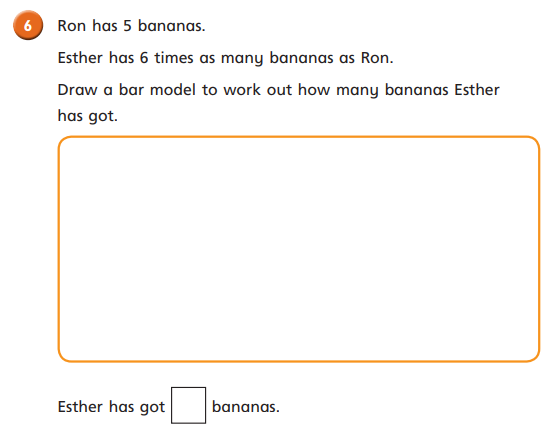 6 Ron has 5 bananas.
Esther has 6 times as many bananas as Ron.
Draw a bar model to work out how many bananas Esther
has got.
Esther has got bananas.